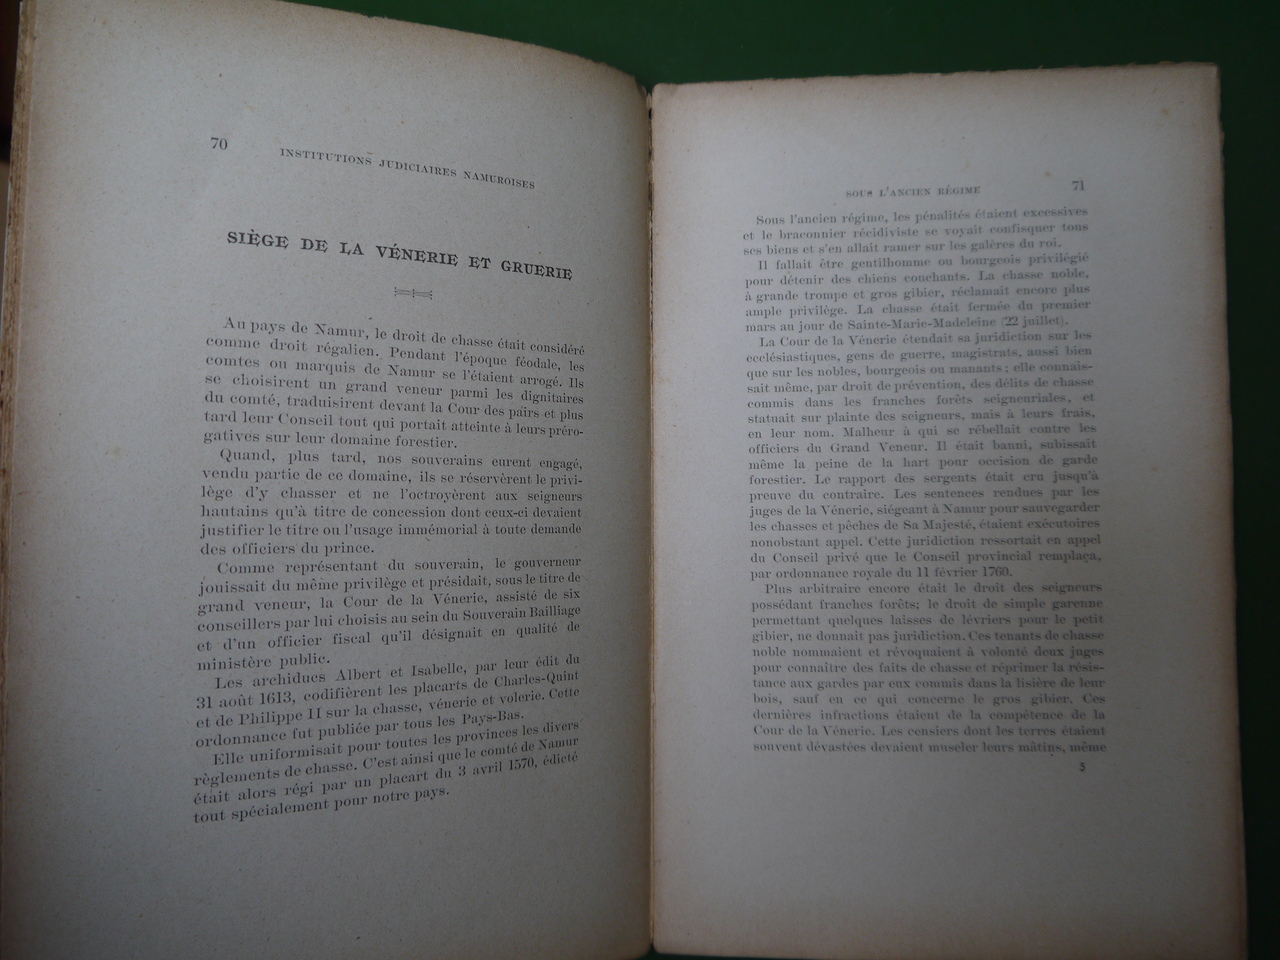 70
INSTITUTIONS JUDICIAIRES NAMUROISES
SIÈGE DE LA VÉNERIE ET GRUERIE
Au pays de Namur, le droit de chasse était considéré
comme droit régalien. Pendant l'époque féodale, les
comtes ou marquis de Namur se l'étaient arrogé. Ils
se choisirent un grand veneur parmi les dignitaires
du comté, traduisirent devant la Cour des pairs et plus
tard leur Conseil tout qui portait atteinte à leurs préro-
gatives sur leur domaine forestier.
Quand, plus tard, nos souverains eurent engagé,
vendu partie de ce domaine, ils se réservèrent le privi-
lège d'y chasser et ne l'octroyèrent aux seigneurs
hautains qu'à titre de concession dont ceux-ci devaient
justifier le titre ou l'usage immémorial à toute demande
des officiers du prince.
Comme représentant du souverain, le gouverneur
jouissait du même privilège et présidait, sous le titre de
grand veneur, la Cour de la Vénerie, assisté de six
conseillers par lui choisis au sein du Souverain Bailliage
et d'un officier fiscal qu'il désignait en qualité de
ministère public.
Les archiducs Albert et Isabelle, par leur édit du
31 août 1613, codifièrent les placarts de Charles-Quint
et de Philippe II sur la chasse, vénerie et volerie. Cette
ordonnance fut publiée par tous les Pays-Bas.
Elle uniformisait pour toutes les provinces les divers
règlements de chasse. C'est ainsi que le comté de Namur
était alors régi par un placart du 3 avril 1570, édicté
tout spécialement pour notre pays.
SOUS L'ANCIEN RÉGIME
71
Sous l'ancien régime, les pénalités étaient excessives
et le braconnier récidiviste se voyait confisquer tous
ses biens et s'en allait ramer sur les galères du roi.
Il fallait être gentilhomme ou bourgeois privilégié
pour détenir des chiens couchants. La chasse noble,
à grande trompe et gros gibier, réclamait encore plus
ample privilège. La chasse était fermée du premier
mars au jour de Sainte-Marie-Madeleine (22 juillet).
La Cour de la Vénerie étendait sa juridiction sur les
ecclésiastiques, gens de guerre, magistrats, aussi bien
que sur les nobles, bourgeois ou manants ; elle connais-
sait même, par droit de prévention, des délits de chasse
commis dans les franches forêts seigneuriales, et
statuait sur plainte des seigneurs, mais à leurs frais,
en leur nom. Malheur à qui se rébellait contre les
officiers du Grand Veneur. Il était banni, subissait
même la peine de la hart pour occision de garde
forestier. Le rapport des sergents était cru jusqu'à
preuve du contraire. Les sentences rendues par les
juges de la Vénerie, siégeant à Namur pour sauvegarder
les chasses et pêches de Sa Majesté, étaient exécutoires
nonobstant appel. Cette juridiction ressortait en appel
du Conseil privé que le Conseil provincial remplaça,
par ordonnance royale du 11 février 1760.
Plus arbitraire encore était le droit des seigneurs
possédant franches forêts; le droit de simple garenne
permettant quelques laisses de lévriers pour le petit
gibier, ne donnait pas juridiction. Ces tenants de chasse
noble nommaient et révoquaient à volonté deux juges
pour connaître des faits de chasse et réprimer la résis-
tance aux gardes par eux commis dans la lisière de leur
bois, sauf en ce qui concerne le gros gibier. Ces
dernières infractions étaient de la compétence de la
Cour de la Vénerie. Les censiers dont les terres étaient
souvent dévastées devaient museler leurs mâtins, même
5